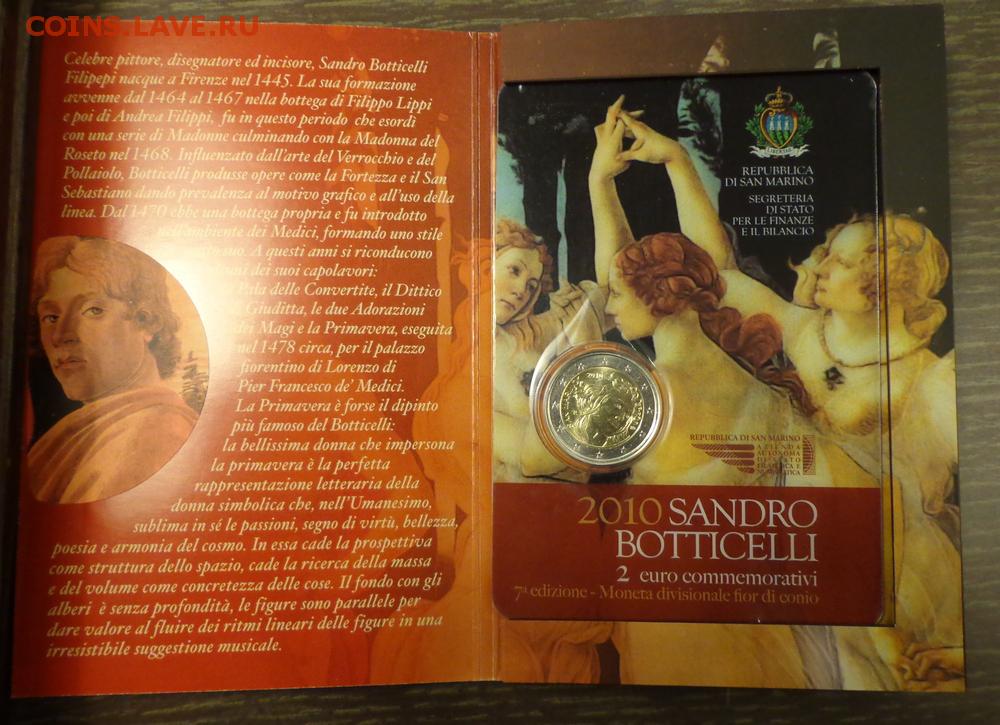 COINS.LAVE.RU
Celebre pittore, disegnatore ed incisore, Sandro Botticelli
Filipepi nacque a Firenze nel 1445. La sua formazione
avvenne dal 1464 al 1467 nella bottega di Filippo Lippi
e poi di Andrea Filippi, fu in questo periodo che esordì
con una serie di Madonne culminando con la Madonna del
Roseto nel 1468. Influenzato dall'arte del Verrocchio e del
Pollaiolo, Botticelli produsse opere come la Fortezza e il San
Sebastiano dando prevalenza al motivo grafico e all'uso della
linea. Dal 1470 ebbe una bottega propria e fu introdotto
nell'ambiente dei Medici, formando uno stile
suo. A questi anni si riconducono
dei suoi capolavori:
Pala delle Convertite, il Dittico
Giuditta, le due Adorazioni
dei Magi e la Primavera, eseguita
nel 1478 circa, per il palazzo
fiorentino di Lorenzo di
Pier Francesco de' Medici.
La Primavera è forse il dipinto
più famoso del Botticelli:
la bellissima donna che impersona
la primavera è la perfetta
rappresentazione letteraria della
donna simbolica che, nell'Umanesimo,
sublima in sé le passioni, segno di virtù, bellezza,
poesia e armonia del cosmo. In essa cade la prospettiva
come struttura dello spazio, cade la ricerca della massa
e del volume come concretezza delle cose. Il fondo con gli
alberi è senza profondità, le figure sono parallele per
dare valore al fluire dei ritmi lineari delle figure in una
irresistibile suggestione musicale.
LIBERTAS
REPUBBLICA
DI SAN MARINO
SEGRETERIA
DI STATO
PER LE FINANZE
E IL BILANCIO
2010
REPUBBLICA DI SAN MARINO
AZIENDA
AUTONOMA
DI STATO
FILATELICA E
NUMISMATICA
2010 SANDRO
BOTTICELLI
2 euro commemorativi
7ª edizione - Moneta divisionale fior di conio